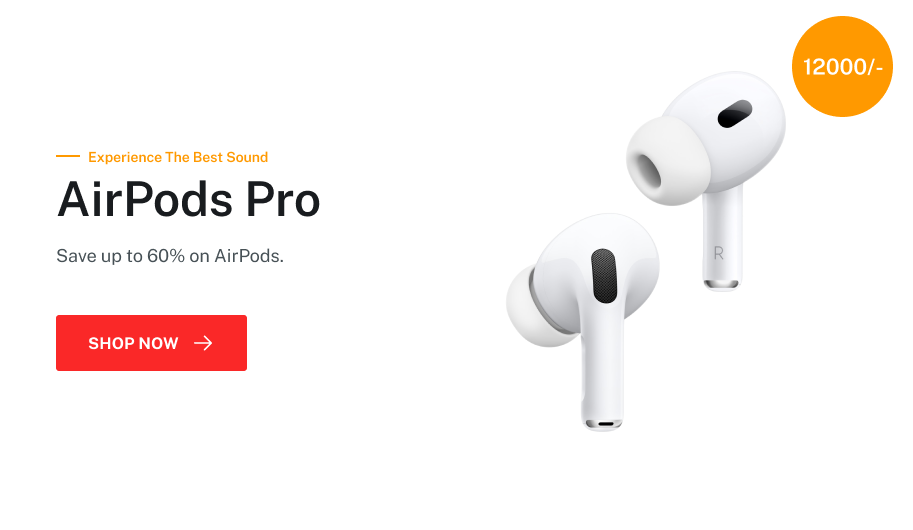 12000/-
Experience The Best Sound
AirPods Pro
Save up to 60% on AirPods.
SHOP NOW
R